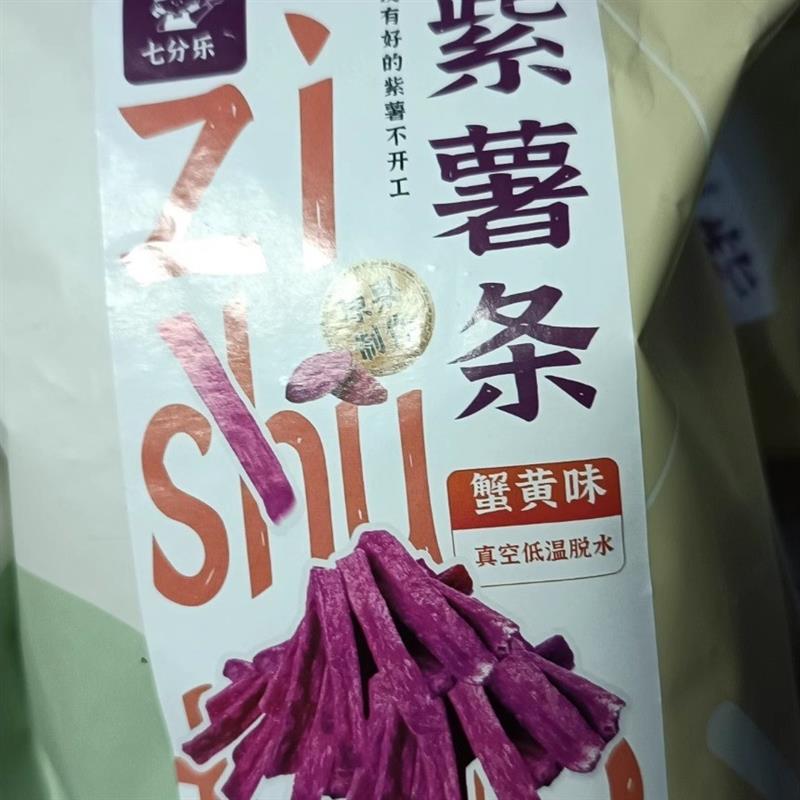 七分乐
有好的紫薯不开工
紫薯条
zi
shu
蟹黄味
真空低温脱水